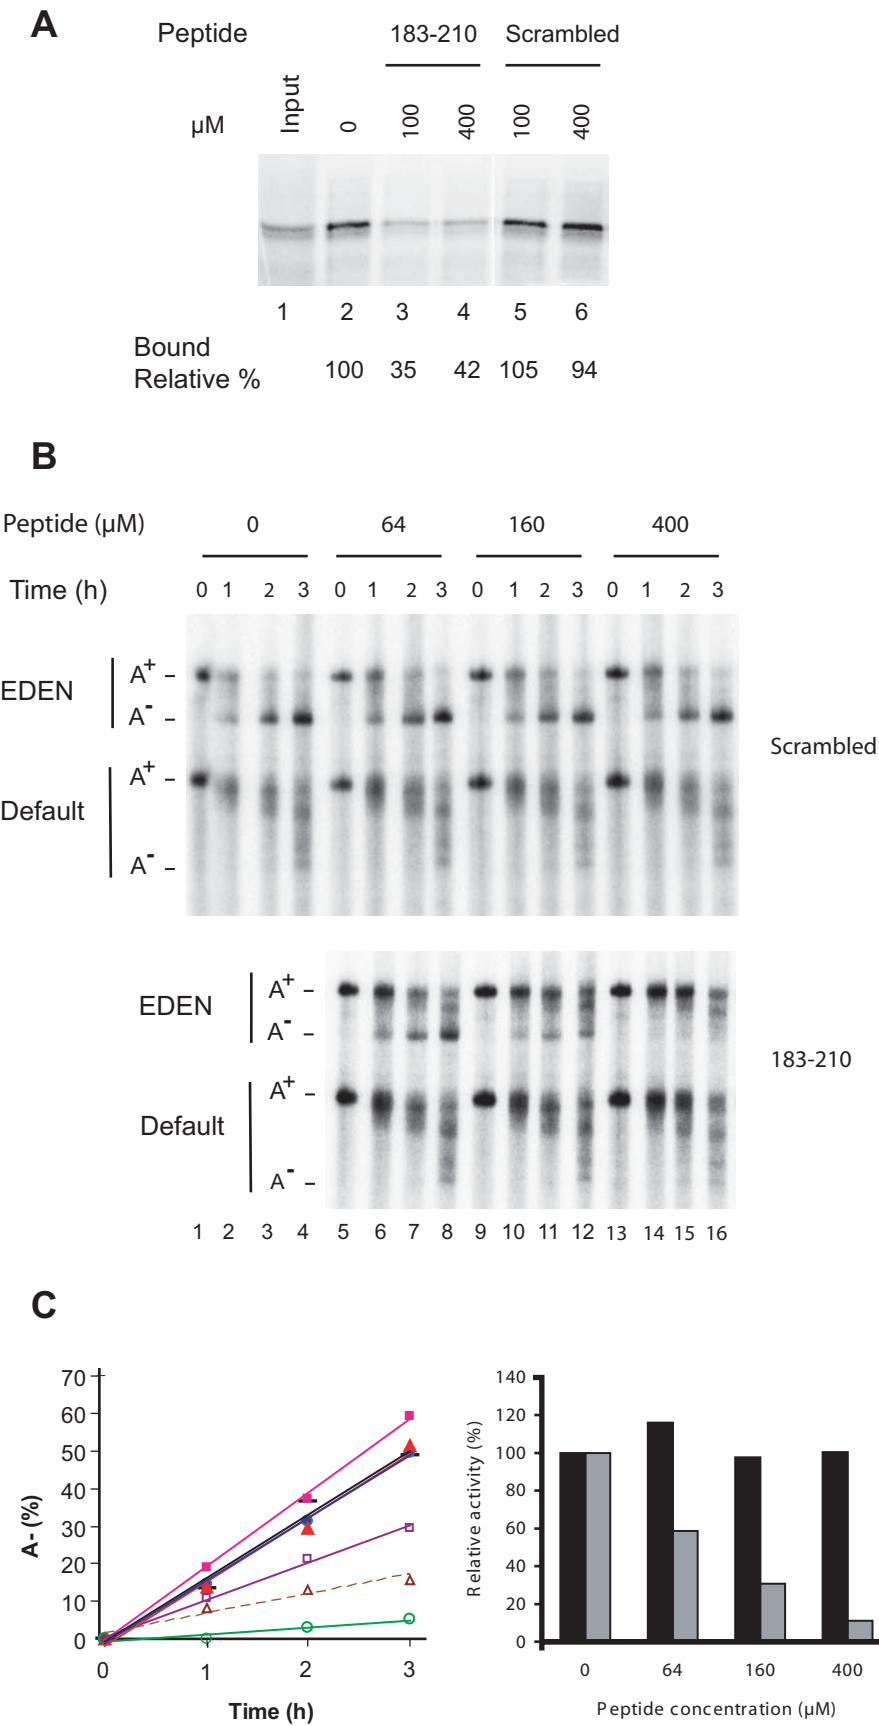 A
Peptide 183-210 Scrambled
µM Input 0 100 400 100 400
1 2 3 4 5 6
Bound
Relative % 100 35 42 105 94
B
Peptide (µM) 0 64 160 400
Time (h) 0 1 2 3 0 1 2 3 0 1 2 3 0 1 2 3
EDEN A+ –
A- –
Scrambled
Default A+ –
A- –
EDEN A+ –
A- –
183-210
Default A+ –
A- –
1 2 3 4 5 6 7 8 9 10 11 12 13 14 15 16
C
A- (%)
70
60
50
40
30
20
10
0
0 1 2 3
Time (h)
Relative activity (%)
140
120
100
80
60
40
20
0
0 64 160 400
Peptide concentration (µM)